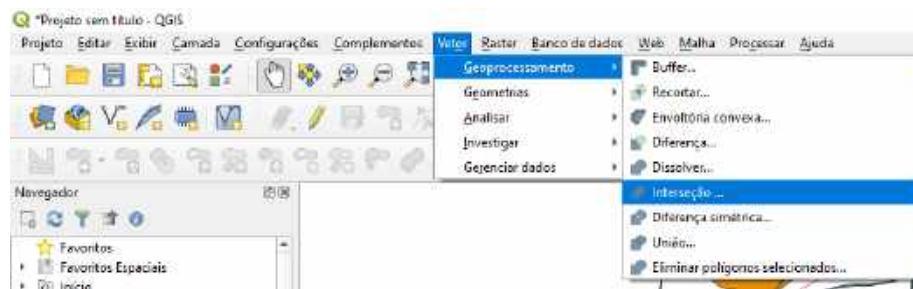 *Projeto sem título - QGIS
Projeto Editar Exibir Camada Configurações Complementos Vetor Raster Banco de dados Web Malha Processar Ajuda
Geoprocessamento
Geometrias
Analisar
Investigar
Gerenciar dados
Buffer...
Recortar...
Envoltória convexa...
Diferença...
Dissolver...
Interseção ...
Diferença simétrica...
União...
Eliminar polígonos selecionados...
Navegador
Favoritos
Favoritos Espaciais
Início